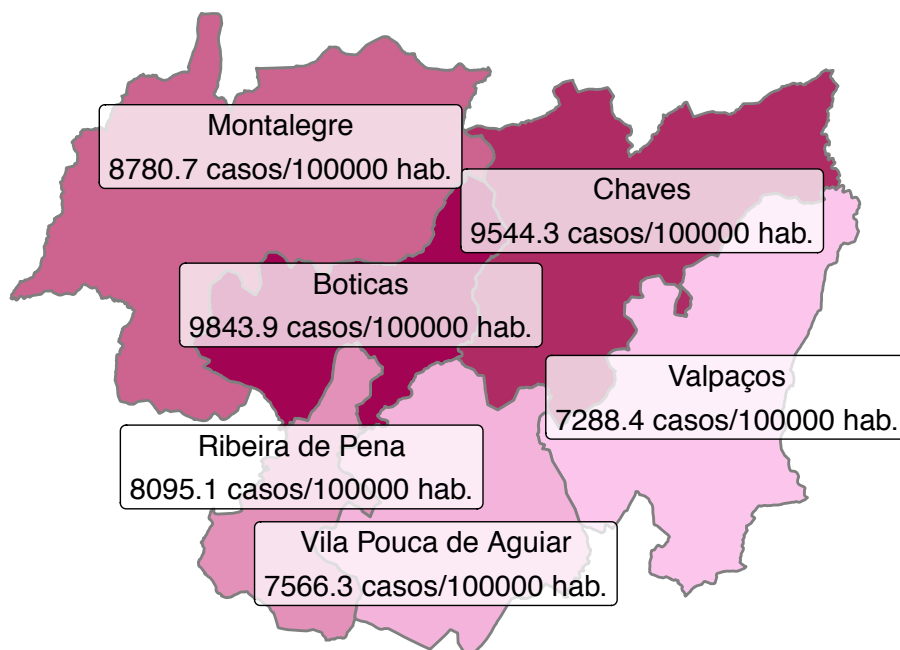 Montalegre
8780.7 casos/100000 hab.
Chaves
9544.3 casos/100000 hab.
Boticas
9843.9 casos/100000 hab.
Valpaços
7288.4 casos/100000 hab.
Ribeira de Pena
8095.1 casos/100000 hab.
Vila Pouca de Aguiar
7566.3 casos/100000 hab.